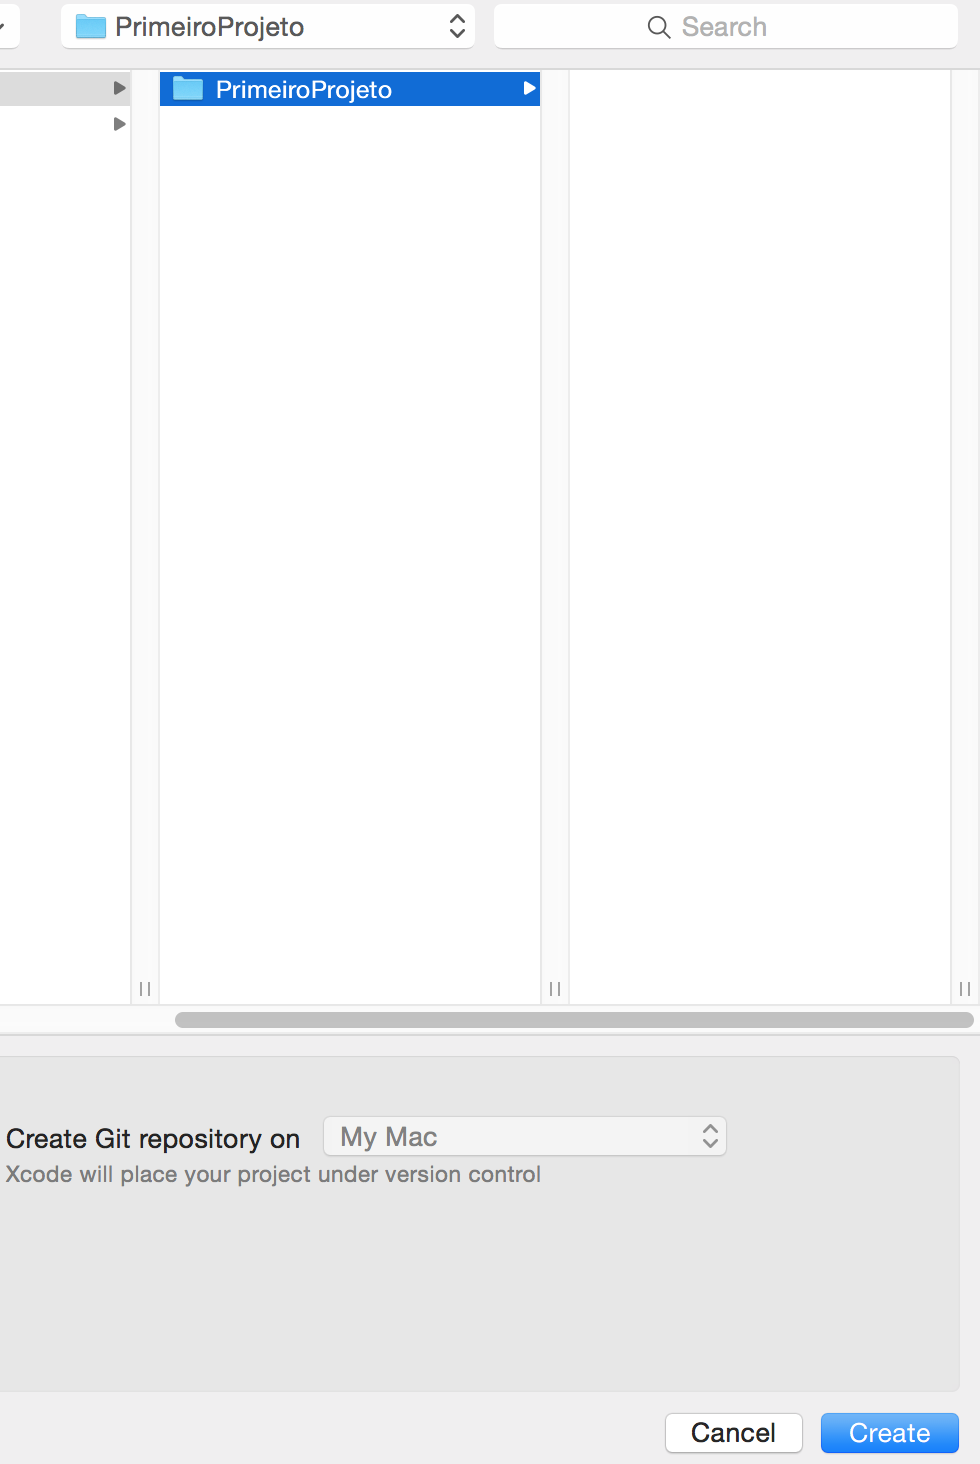 PrimeiroProjeto
Search
PrimeiroProjeto
Create Git repository on My Mac
Xcode will place your project under version control
Cancel Create